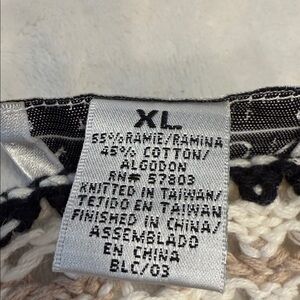 XL
55% RAMIE/RAMINA
45% COTTON/
ALGODON
RN# 57803
KNITTED IN TAIWAN/
TEJIDO EN TAIWAN
FINISHED IN CHINA/
ASSEMBLADO
EN CHINA
BLC/03